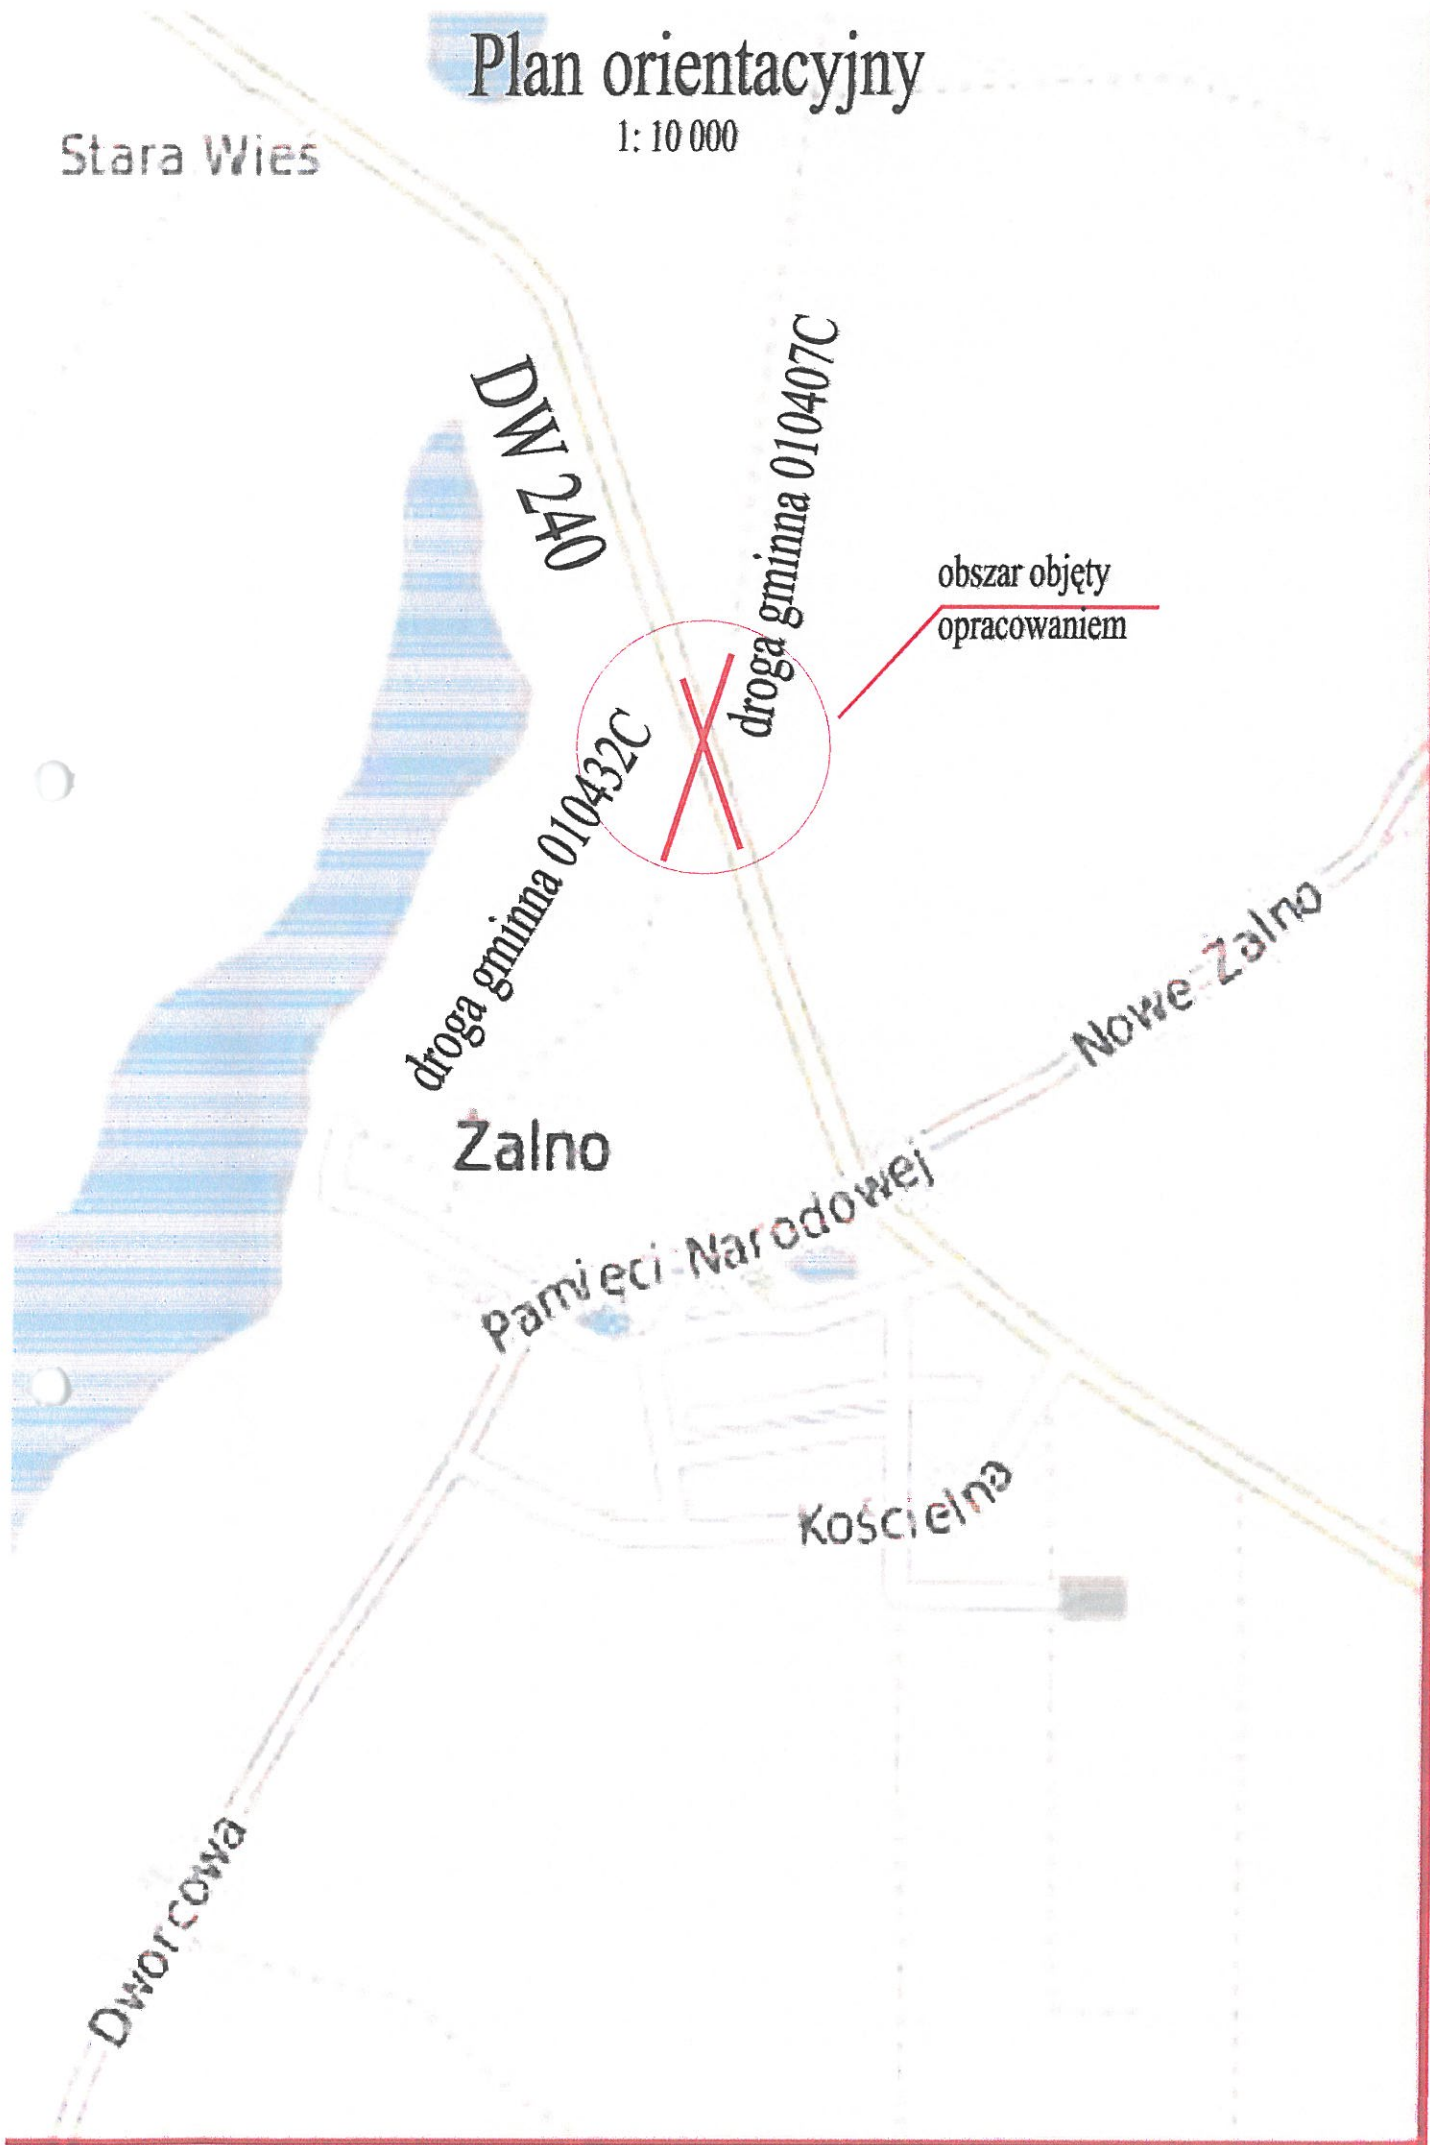 Plan orientacyjny
1: 10 000
Stara Wieś
DW 240
droga gminna 010407C
obszar objęty
opracowaniem
droga gminna 010432C
Nowe Żalno
Żalno
Pamięci Narodowej
Kościelna
Dworcowa